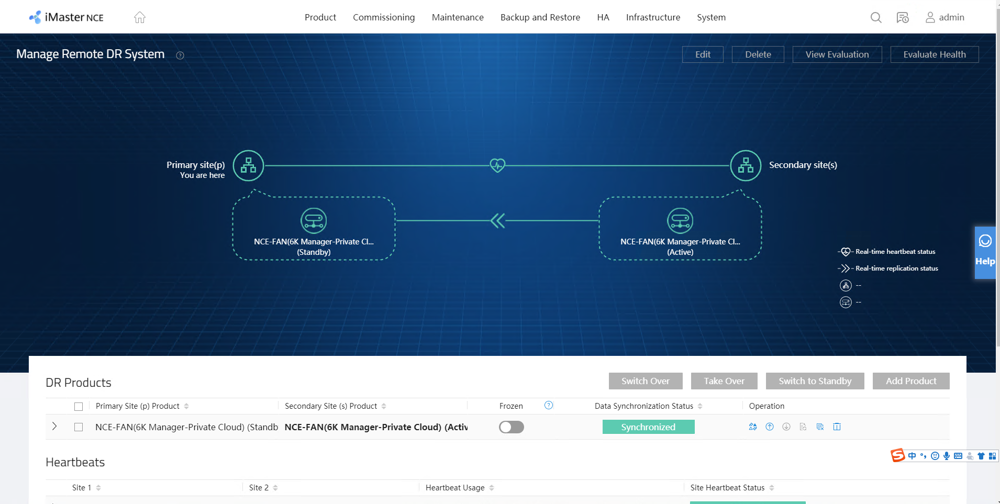 iMaster NCE
Product Commissioning Maintenance Backup and Restore HA Infrastructure System
admin
Manage Remote DR System ?
Edit Delete View Evaluation Evaluate Health
Primary site(p)
You are here
Secondary site(s)
NCE-FAN(6K Manager-Private Cl...
(Standby)
NCE-FAN(6K Manager-Private Cl...
(Active)
Real-time heartbeat status
Real-time replication status
--
--
Help
DR Products
Switch Over Take Over Switch to Standby Add Product
Primary Site (p) Product Secondary Site (s) Product Frozen ? Data Synchronization Status Operation
NCE-FAN(6K Manager-Private Cloud) (Standb NCE-FAN(6K Manager-Private Cloud) (Activ Synchronized
S 中
Heartbeats
Site 1 Site 2 Heartbeat Usage Site Heartbeat Status